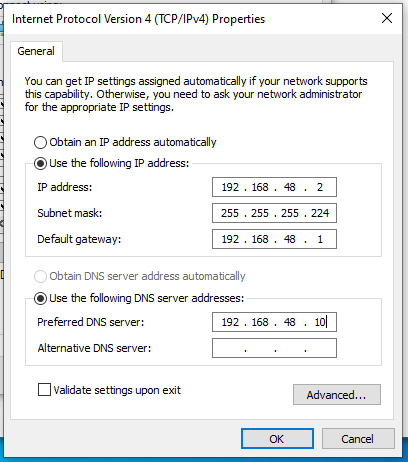 Internet Protocol Version 4 (TCP/IPv4) Properties
General
You can get IP settings assigned automatically if your network supports
this capability. Otherwise, you need to ask your network administrator
for the appropriate IP settings.
Obtain an IP address automatically
Use the following IP address:
IP address: 192 . 168 . 48 . 2
Subnet mask: 255 . 255 . 255 . 224
Default gateway: 192 . 168 . 48 . 1
Obtain DNS server address automatically
Use the following DNS server addresses:
Preferred DNS server: 192 . 168 . 48 . 10
Alternative DNS server: . . .
Validate settings upon exit
Advanced...
OK Cancel